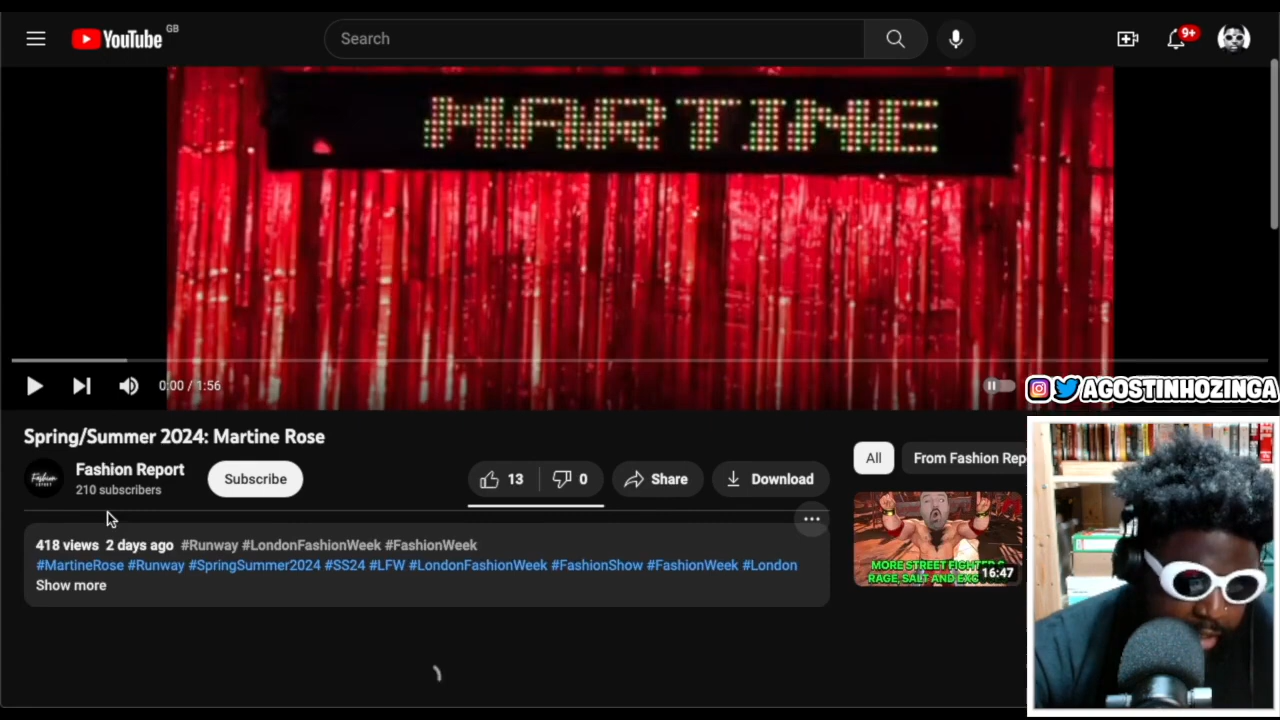 YouTube GB
Search
9+
MARTINE
0:00 / 1:56
AGOSTINHOZINGA
Spring/Summer 2024: Martine Rose
Fashion Report
210 subscribers
Subscribe
13
0
Share
Download
All
From Fashion Rep
418 views 2 days ago #Runway #LondonFashionWeek #FashionWeek
#MartineRose #Runway #SpringSummer2024 #SS24 #LFW #LondonFashionWeek #FashionShow #FashionWeek #London
Show more
MORE STREET FIGHTER 6
RAGE, SALT AND EXC
16:47